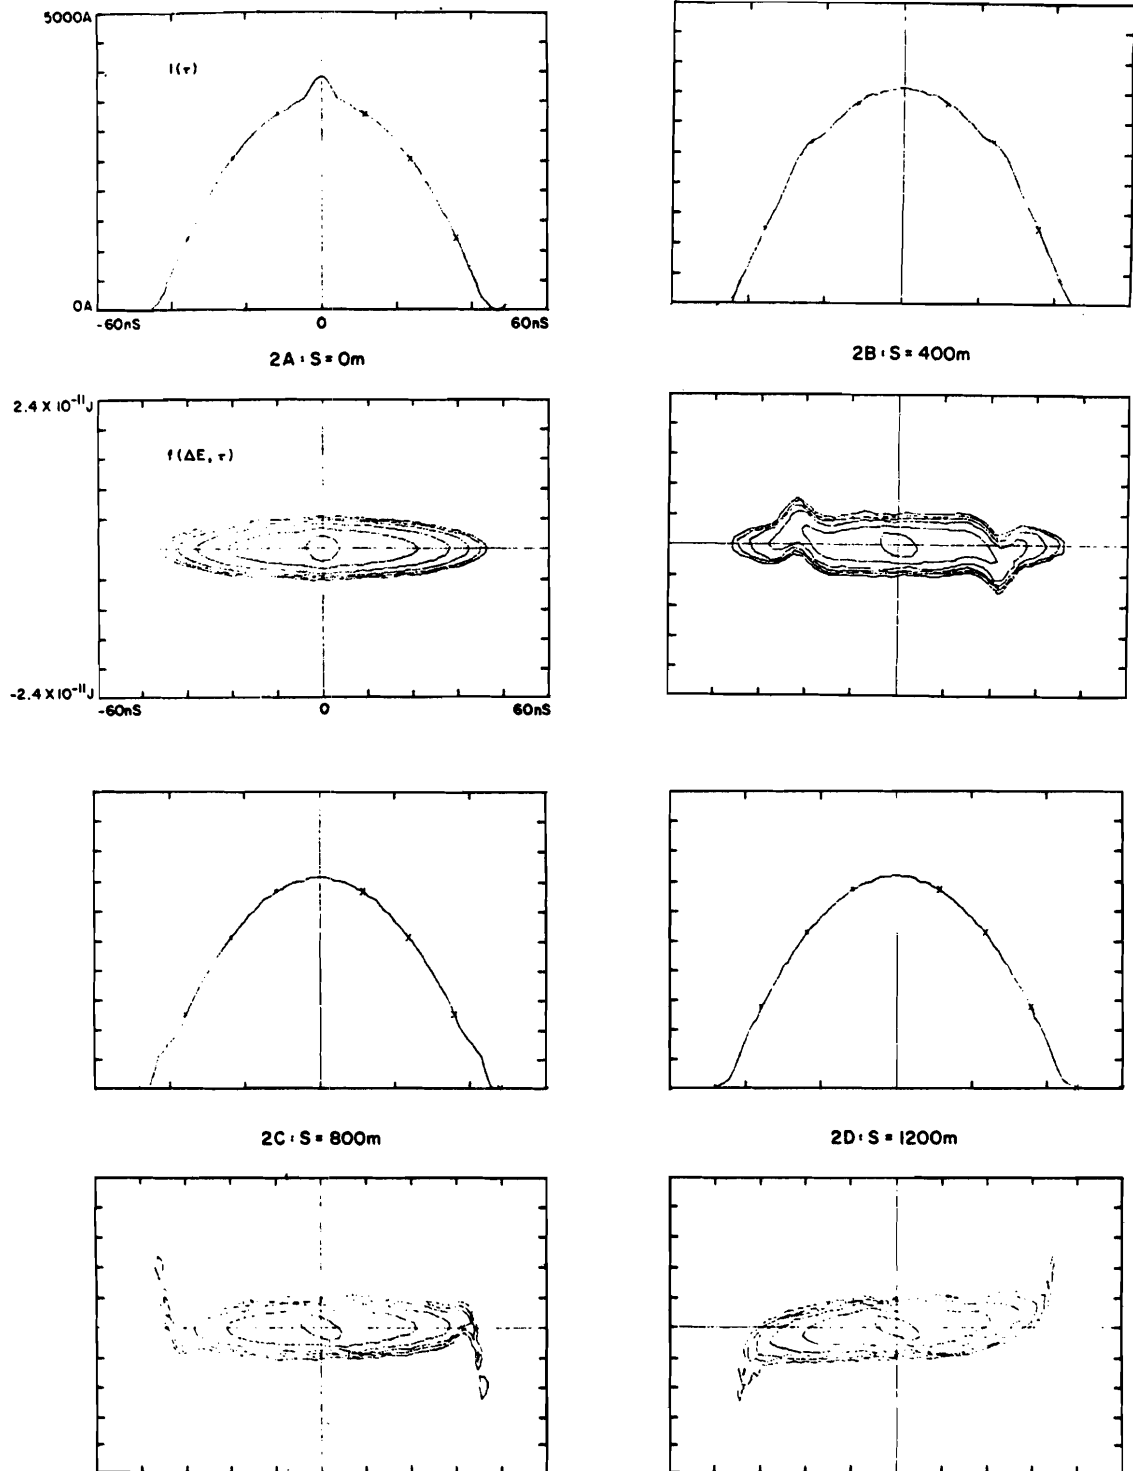 5000A
I(τ)
0A
-60nS 0 60nS
2A: S = 0m
2B: S = 400m
2.4 X 10⁻¹¹J
f(ΔE, τ)
-2.4 X 10⁻¹¹J
-60nS 0 60nS
2C: S = 800m
2D: S = 1200m